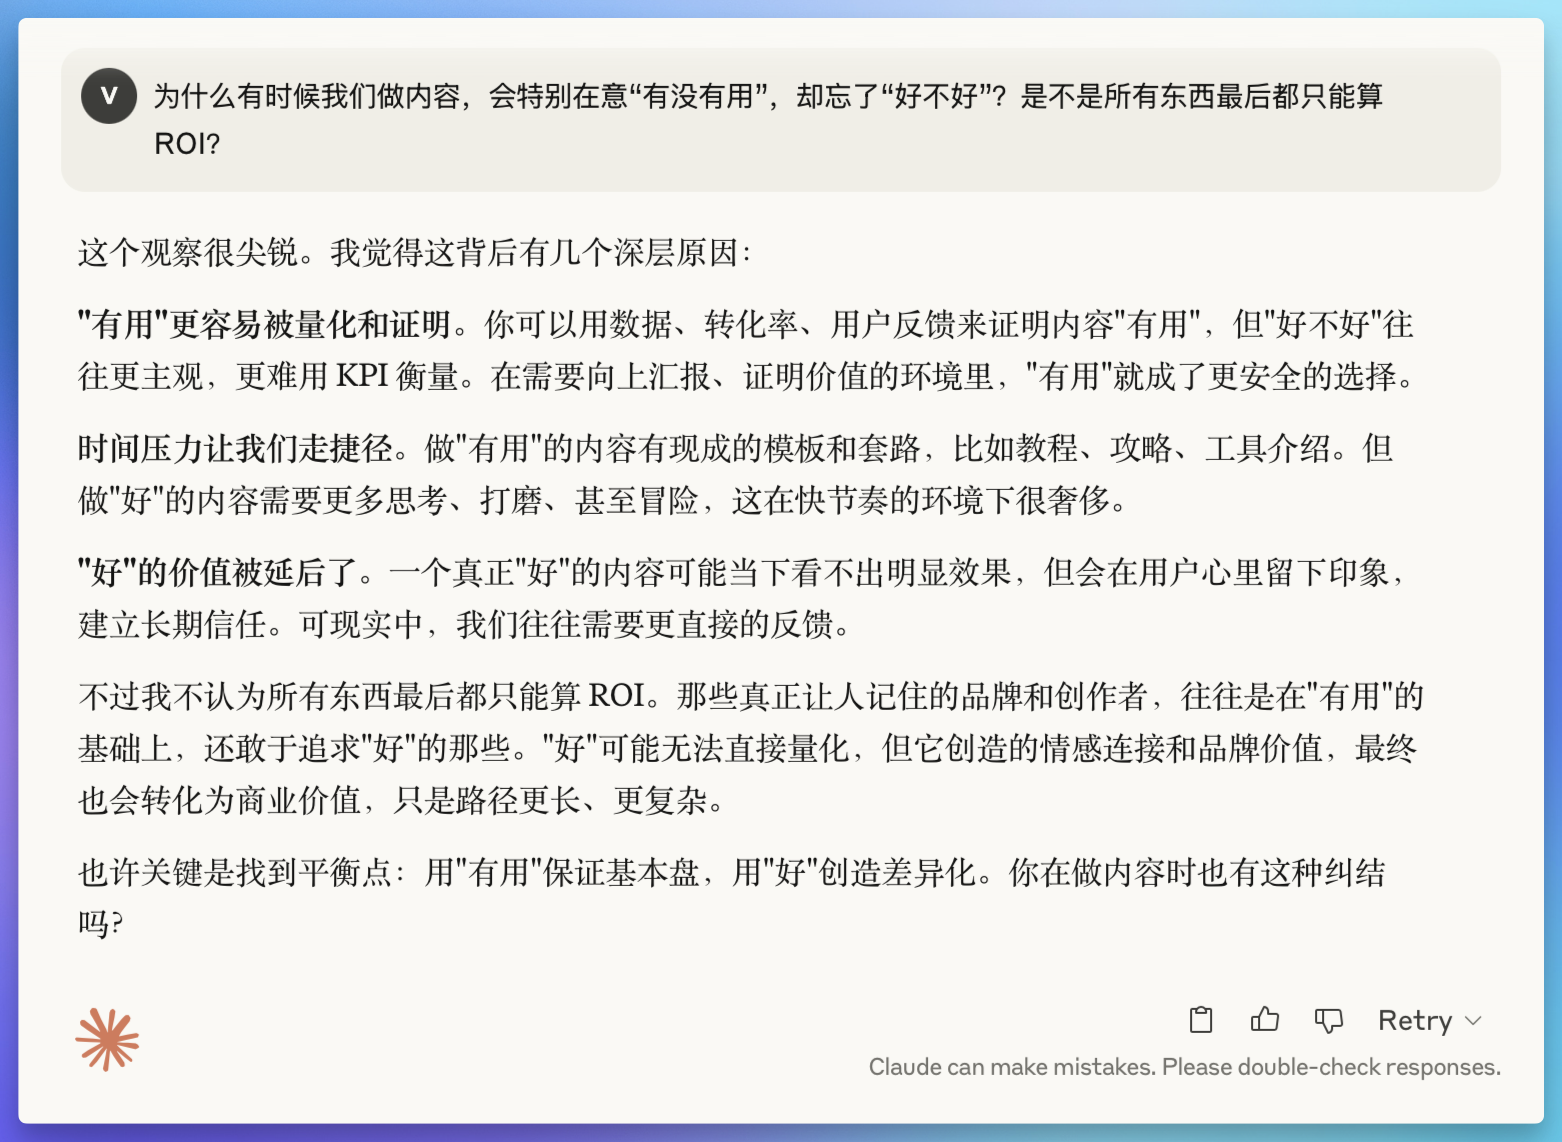 V
为什么有时候我们做内容，会特别在意“有没有用”，却忘了“好不好”？是不是所有东西最后都只能算
ROI？
这个观察很尖锐。我觉得这背后有几个深层原因：
"有用"更容易被量化和证明。你可以用数据、转化率、用户反馈来证明内容"有用"，但"好不好"往
往更主观，更难用 KPI 衡量。在需要向上汇报、证明价值的环境里，"有用"就成了更安全的选择。
时间压力让我们走捷径。做"有用"的内容有现成的模板和套路，比如教程、攻略、工具介绍。但
做"好"的内容需要更多思考、打磨、甚至冒险，这在快节奏的环境下很奢侈。
"好"的价值被延后了。一个真正"好"的内容可能当下看不出明显效果，但会在用户心里留下印象，
建立长期信任。可现实中，我们往往需要更直接的反馈。
不过我不认为所有东西最后都只能算 ROI。那些真正让人记住的品牌和创作者，往往是在"有用"的
基础上，还敢于追求"好"的那些。"好"可能无法直接量化，但它创造的情感连接和品牌价值，最终
也会转化为商业价值，只是路径更长、更复杂。
也许关键是找到平衡点：用"有用"保证基本盘，用"好"创造差异化。你在做内容时也有这种纠结
吗？
Retry
Claude can make mistakes. Please double-check responses.